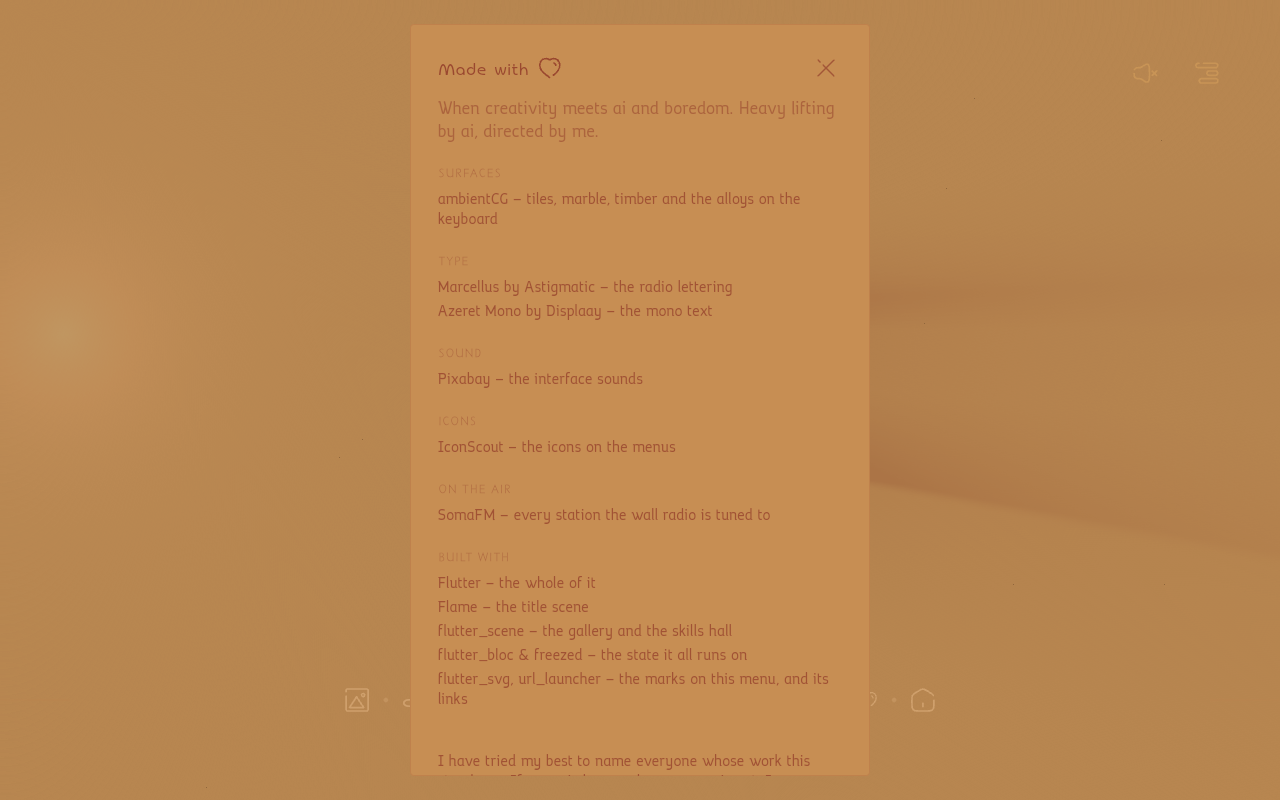 Made with
When creativity meets ai and boredom. Heavy lifting
by ai, directed by me.
SURFACES
ambientCG – tiles, marble, timber and the alloys on the
keyboard
TYPE
Marcellus by Astigmatic – the radio lettering
Azeret Mono by Displaay – the mono text
SOUND
Pixabay – the interface sounds
ICONS
IconScout – the icons on the menus
ON THE AIR
SomaFM – every station the wall radio is tuned to
BUILT WITH
Flutter – the whole of it
Flame – the title scene
flutter_scene – the gallery and the skills hall
flutter_bloc & freezed – the state it all runs on
flutter_svg, url_launcher – the marks on this menu, and its
links
I have tried my best to name everyone whose work this